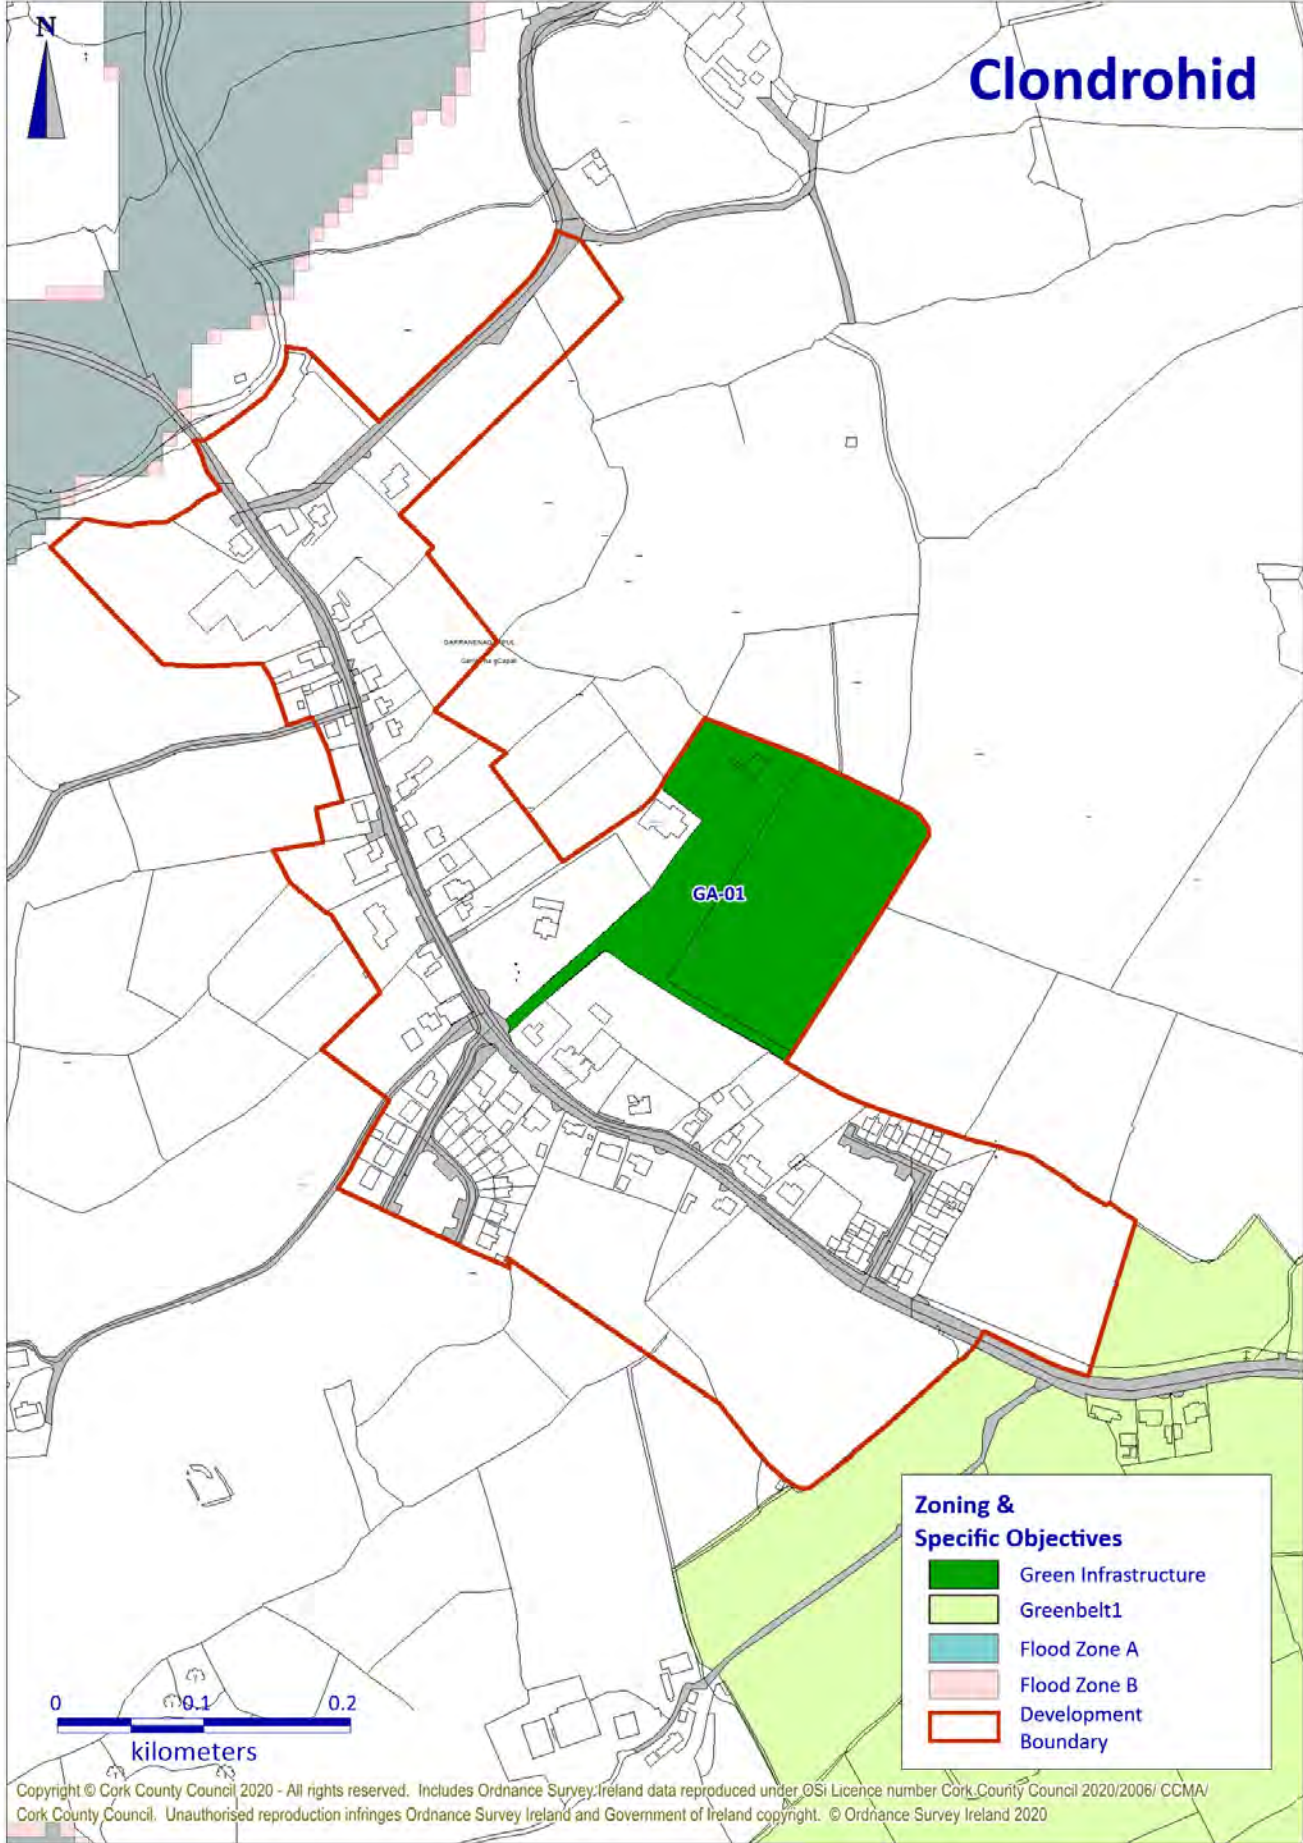 N
Clondrohid
GA-01
Zoning &
Specific Objectives
Green Infrastructure
Greenbelt1
Flood Zone A
Flood Zone B
Development
Boundary
0 0.1 0.2
kilometers
Copyright © Cork County Council 2020 - All rights reserved. Includes Ordnance Survey Ireland data reproduced under OSi Licence number Cork County Council 2020/2006/ CCMA/
Cork County Council. Unauthorised reproduction infringes Ordnance Survey Ireland and Government of Ireland copyright. © Ordnance Survey Ireland 2020